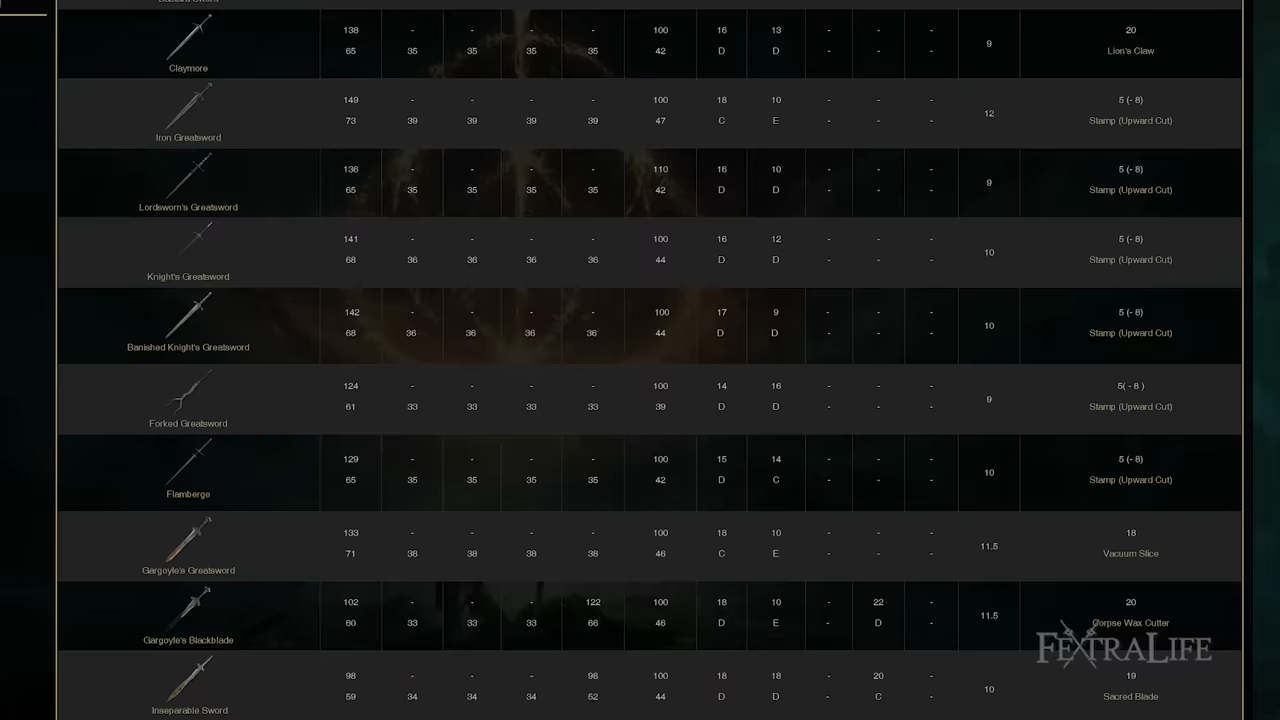 138 - - - - 100 16 13 - - - 9 20
65 35 35 35 35 42 D D - - - Lion's Claw
Claymore
149 - - - - 100 18 10 - - - 12 5 (- 8)
73 39 39 39 39 47 C E - - - Stamp (Upward Cut)
Iron Greatsword
136 - - - - 110 16 10 - - - 9 5 (- 8)
65 35 35 35 35 42 D D - - - Stamp (Upward Cut)
Lordsworn's Greatsword
141 - - - - 100 16 12 - - - 10 5 (- 8)
68 36 36 36 36 44 D D - - - Stamp (Upward Cut)
Knight's Greatsword
142 - - - - 100 17 9 - - - 10 5 (- 8)
68 36 36 36 36 44 D D - - - Stamp (Upward Cut)
Banished Knight's Greatsword
124 - - - - 100 14 16 - - - 9 5( - 8 )
61 33 33 33 33 39 D D - - - Stamp (Upward Cut)
Forked Greatsword
129 - - - - 100 15 14 - - - 10 5 (- 8)
65 35 35 35 35 42 D C - - - Stamp (Upward Cut)
Flamberge
133 - - - - 100 18 10 - - - 11.5 18
71 38 38 38 38 46 C E - - - Vacuum Slice
Gargoyle's Greatsword
102 - - - 122 100 18 10 - 22 - 11.5 20
60 33 33 33 66 46 D E - D - Corpse Wax Cutter
Gargoyle's Blackblade
FEXTRALIFE
98 - - - 98 100 18 18 - 20 - 10 19
59 34 34 34 52 44 D D - C - Sacred Blade
Inseparable Sword